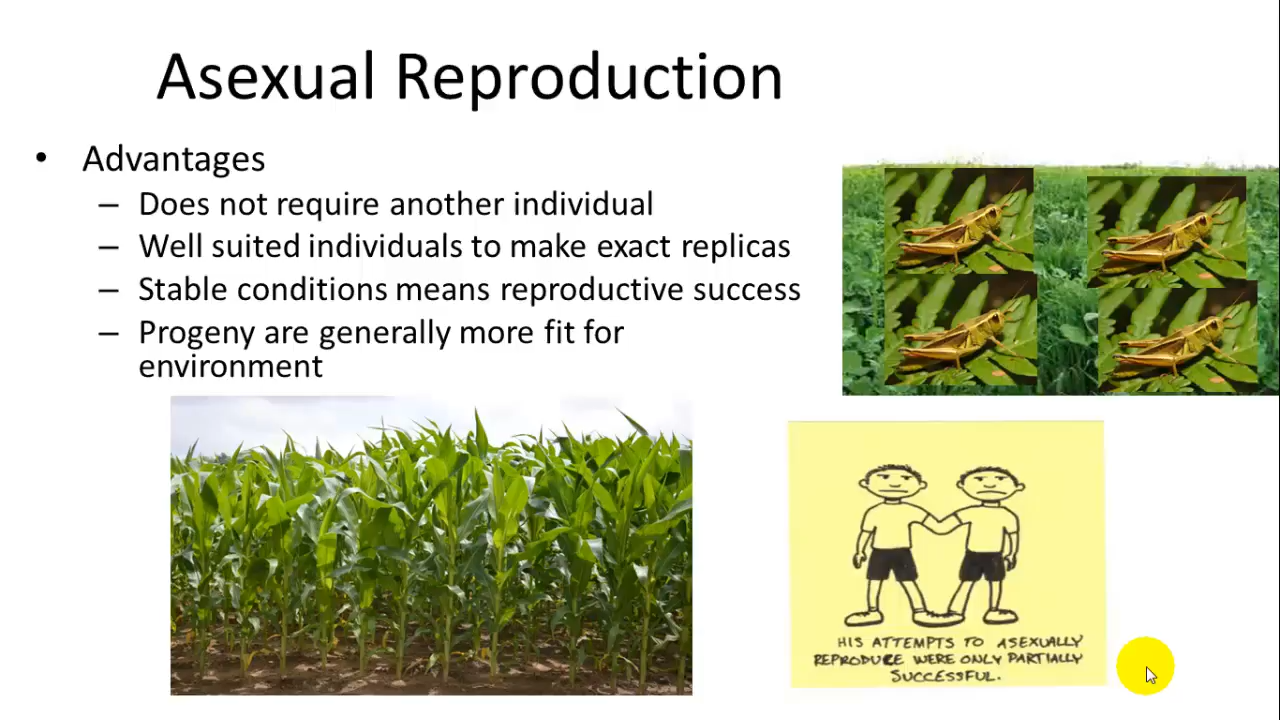 Asexual Reproduction
• Advantages
– Does not require another individual
– Well suited individuals to make exact replicas
– Stable conditions means reproductive success
– Progeny are generally more fit for
environment
HIS ATTEMPTS TO ASEXUALLY
REPRODUCE WERE ONLY PARTIALLY
SUCCESSFUL.